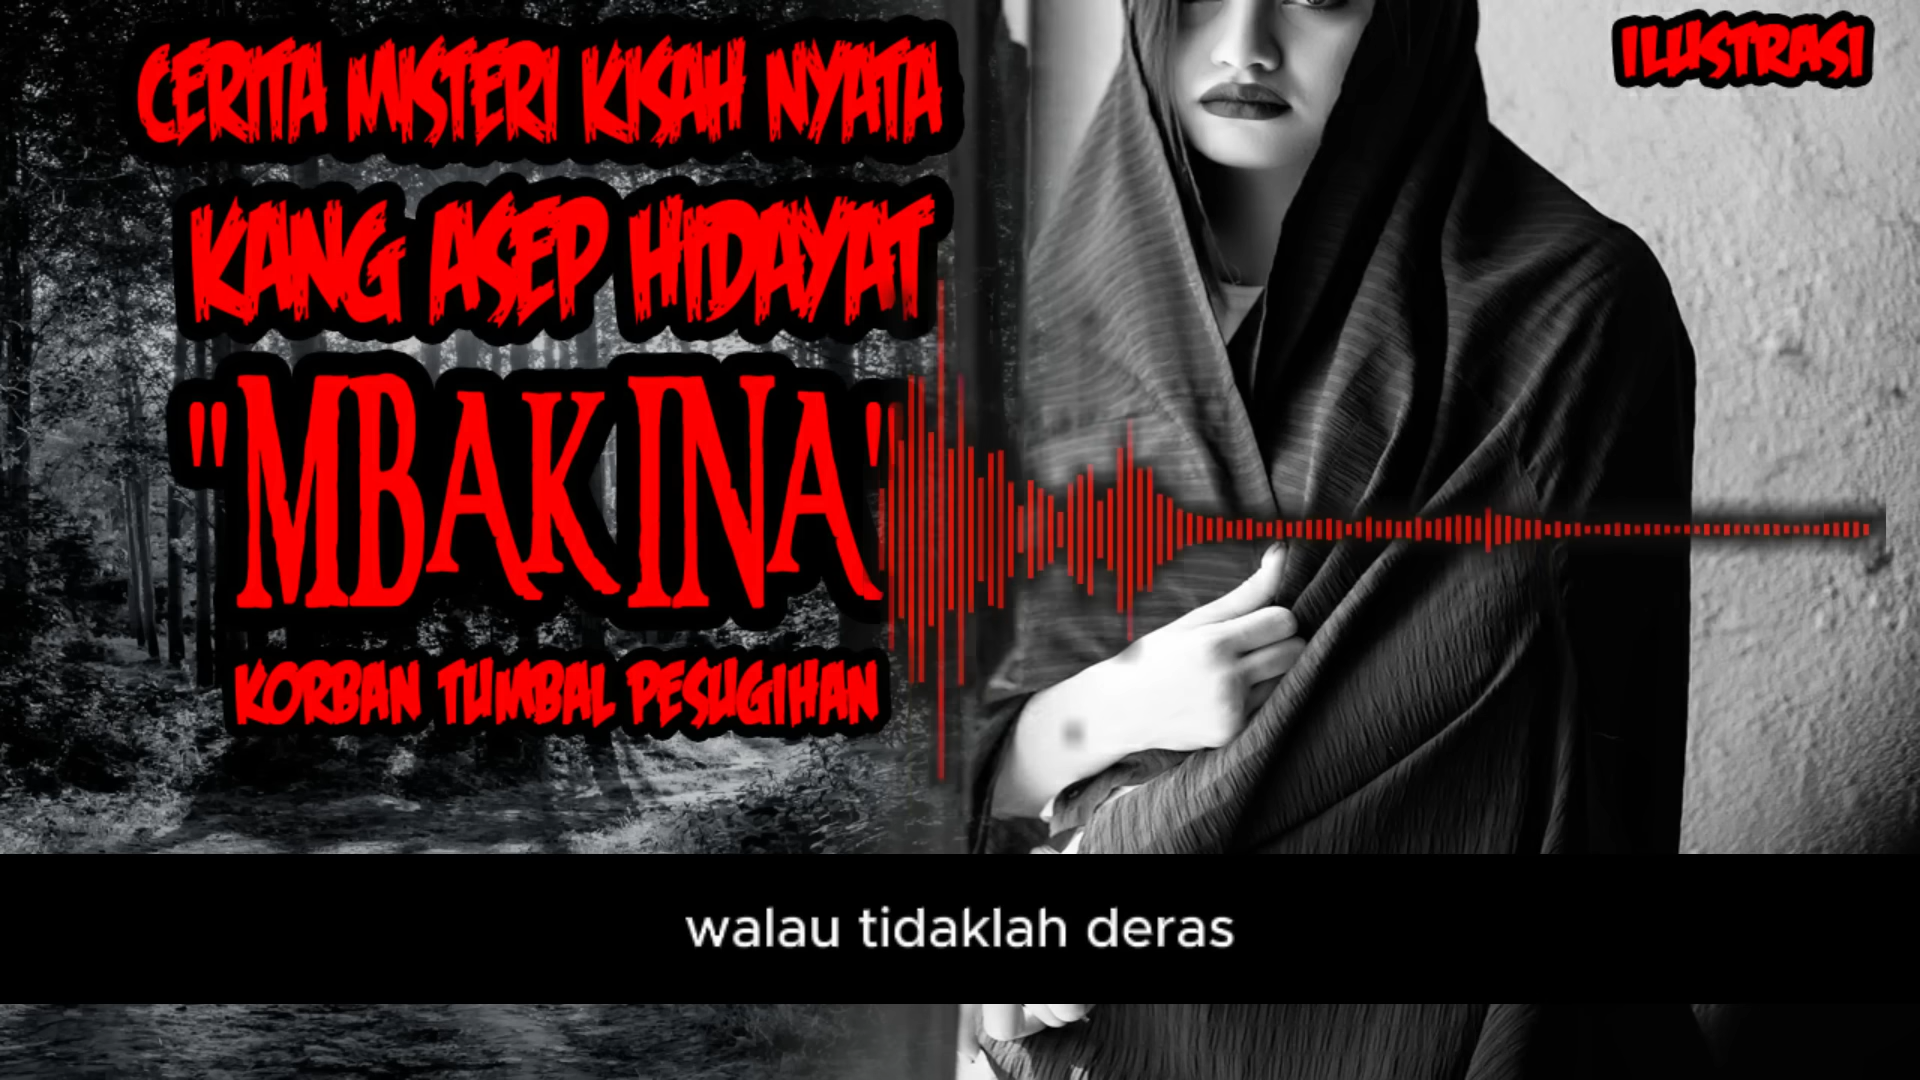 CERITA MISTERI KISAH NYATA
ILUSTRASI
KANG ASEP HIDAYAT
"MBAK INA"
KORBAN TUMBAL PESUGIHAN
walau tidaklah deras